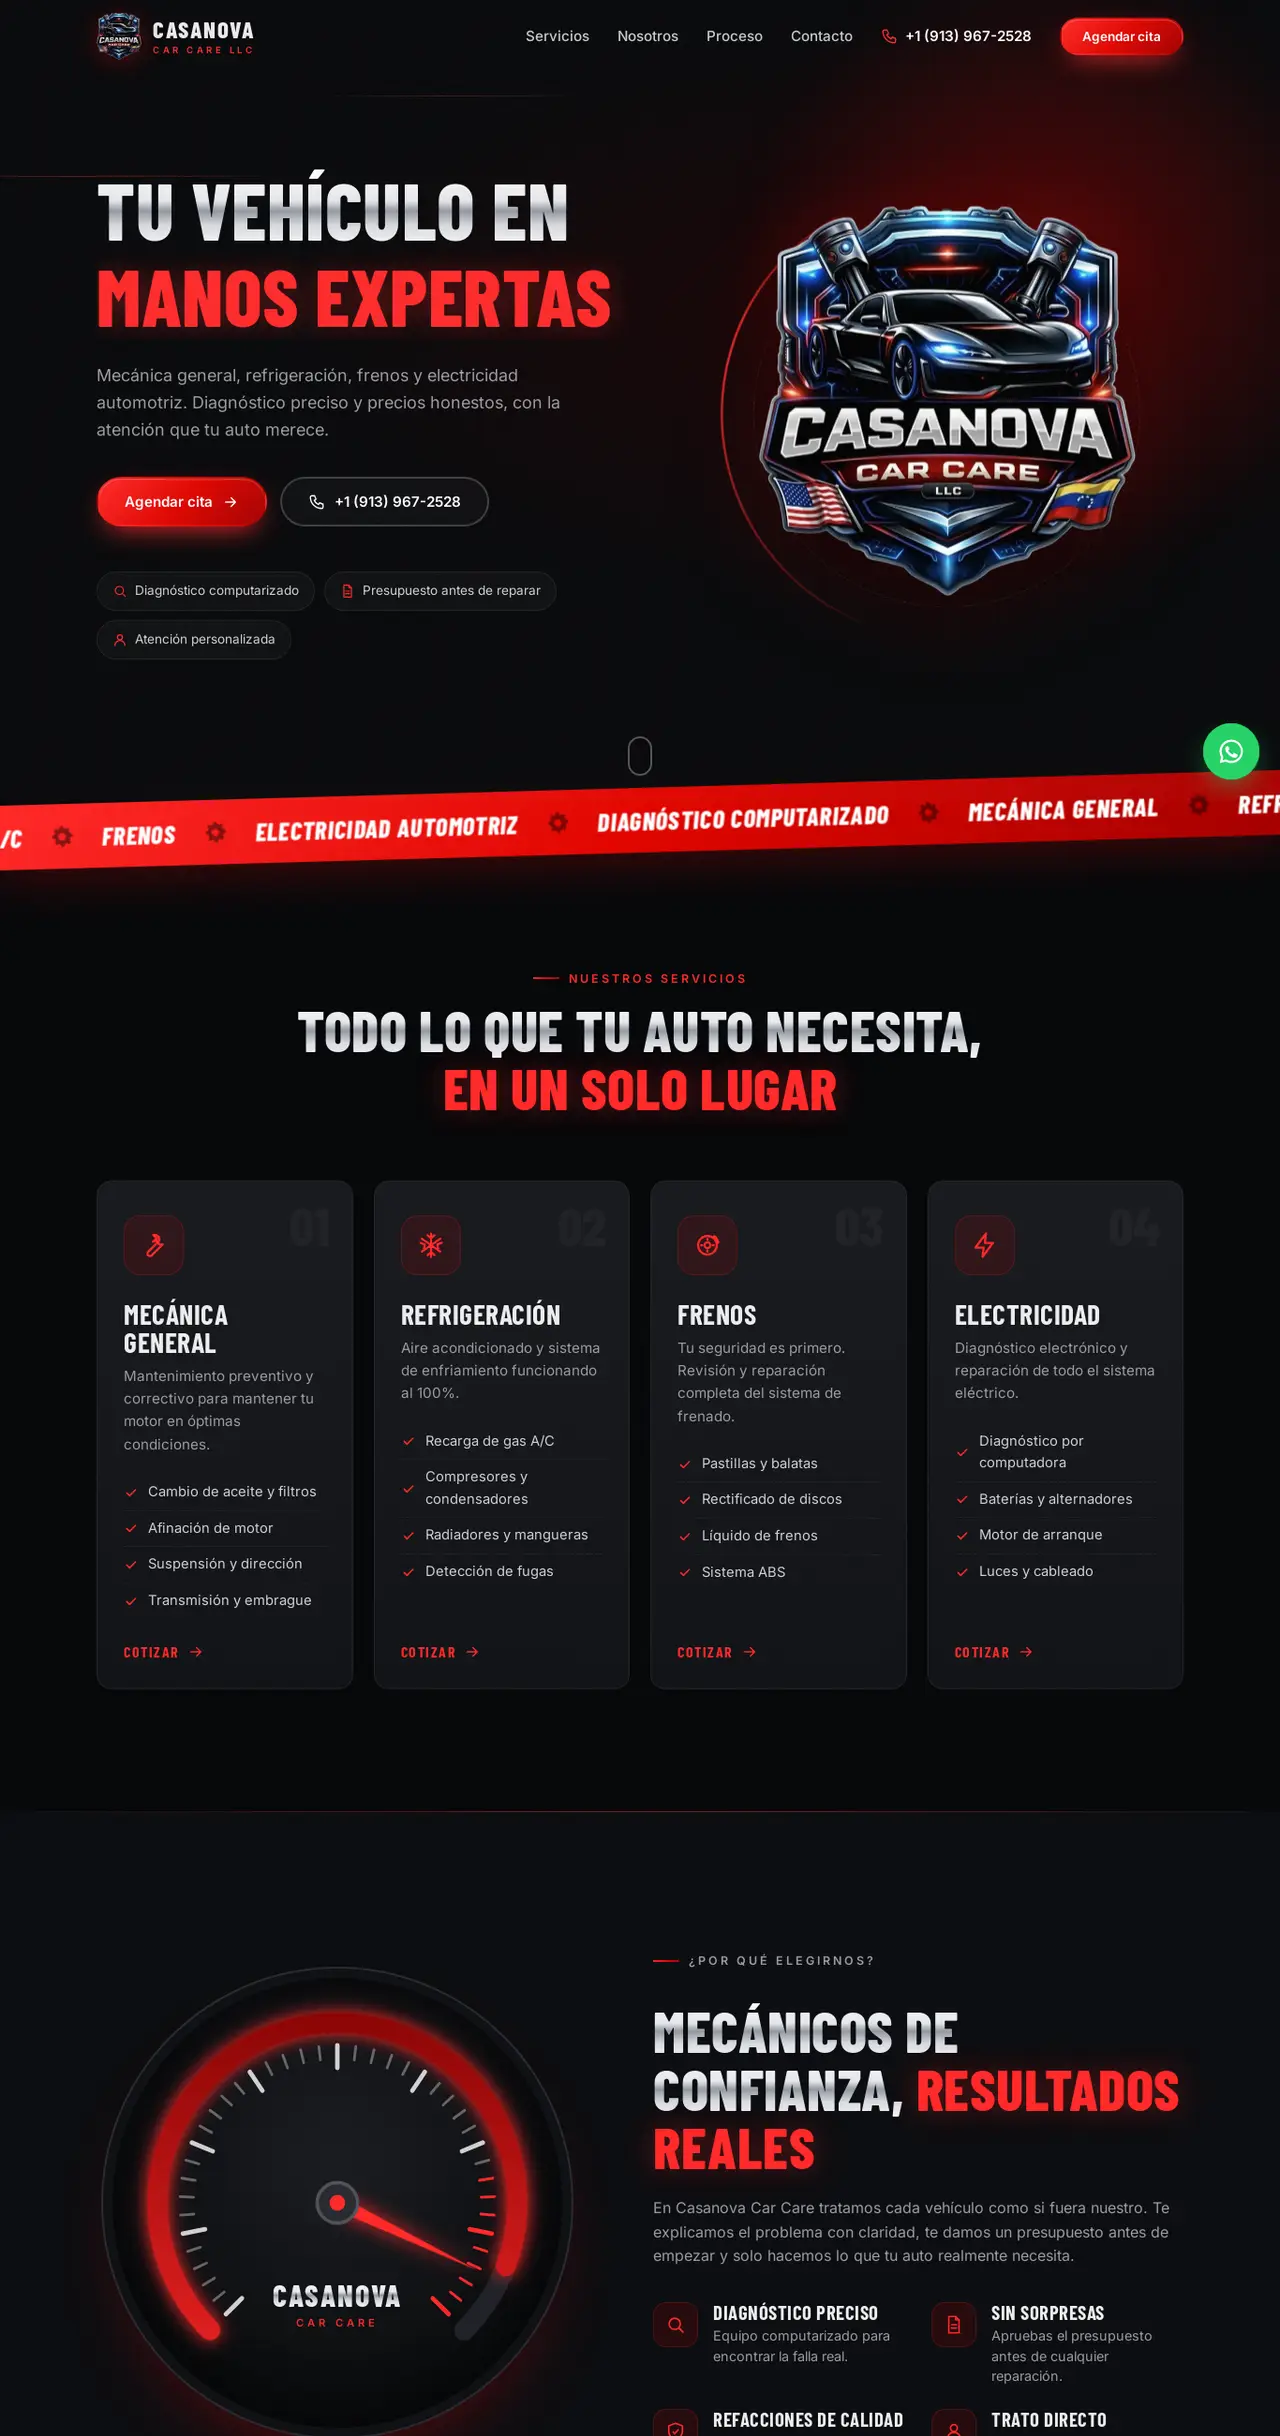 CASANOVA
CAR CARE LLC
Servicios
Nosotros
Proceso
Contacto
+1 (913) 967-2528
Agendar cita
TU VEHÍCULO EN
MANOS EXPERTAS
Mecánica general, refrigeración, frenos y electricidad
automotriz. Diagnóstico preciso y precios honestos, con la
atención que tu auto merece.
Agendar cita
+1 (913) 967-2528
Diagnóstico computarizado
Presupuesto antes de reparar
Atención personalizada
CASANOVA
CAR CARE
LLC
/C
FRENOS
ELECTRICIDAD AUTOMOTRIZ
DIAGNÓSTICO COMPUTARIZADO
MECÁNICA GENERAL
REFR
NUESTROS SERVICIOS
TODO LO QUE TU AUTO NECESITA,
EN UN SOLO LUGAR
01
MECÁNICA
GENERAL
Mantenimiento preventivo y
correctivo para mantener tu
motor en óptimas
condiciones.
Cambio de aceite y filtros
Afinación de motor
Suspensión y dirección
Transmisión y embrague
COTIZAR
02
REFRIGERACIÓN
Aire acondicionado y sistema
de enfriamiento funcionando
al 100%.
Recarga de gas A/C
Compresores y
condensadores
Radiadores y mangueras
Detección de fugas
COTIZAR
03
FRENOS
Tu seguridad es primero.
Revisión y reparación
completa del sistema de
frenado.
Pastillas y balatas
Rectificado de discos
Líquido de frenos
Sistema ABS
COTIZAR
04
ELECTRICIDAD
Diagnóstico electrónico y
reparación de todo el sistema
eléctrico.
Diagnóstico por
computadora
Baterías y alternadores
Motor de arranque
Luces y cableado
COTIZAR
CASANOVA
CAR CARE
¿POR QUÉ ELEGIRNOS?
MECÁNICOS DE
CONFIANZA, RESULTADOS
REALES
En Casanova Car Care tratamos cada vehículo como si fuera nuestro. Te
explicamos el problema con claridad, te damos un presupuesto antes de
empezar y solo hacemos lo que tu auto realmente necesita.
DIAGNÓSTICO PRECISO
Equipo computarizado para
encontrar la falla real.
SIN SORPRESAS
Apruebas el presupuesto
antes de cualquier
reparación.
REFACCIONES DE CALIDAD
TRATO DIRECTO